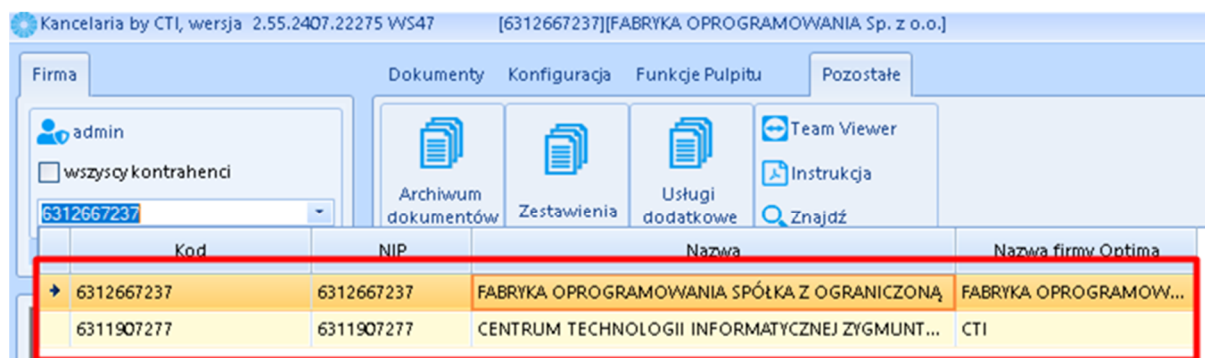 Kancelaria by CTI, wersja 2.55.2407.22275 WS47 [6312667237][FABRYKA OPROGRAMOWANIA Sp. z o.o.]
Firma Dokumenty Konfiguracja Funkcje Pulpitu Pozostałe
admin
wszyscy kontrahenci
6312667237
Archiwum dokumentów
Zestawienia
Usługi dodatkowe
Team Viewer
Instrukcja
Znajdź
Kod NIP Nazwa Nazwa firmy Optima
6312667237 6312667237 FABRYKA OPROGRAMOWANIA SPÓŁKA Z OGRANICZONĄ FABRYKA OPROGRAMOW...
6311907277 6311907277 CENTRUM TECHNOLOGII INFORMATYCZNEJ ZYGMUNT... CTI